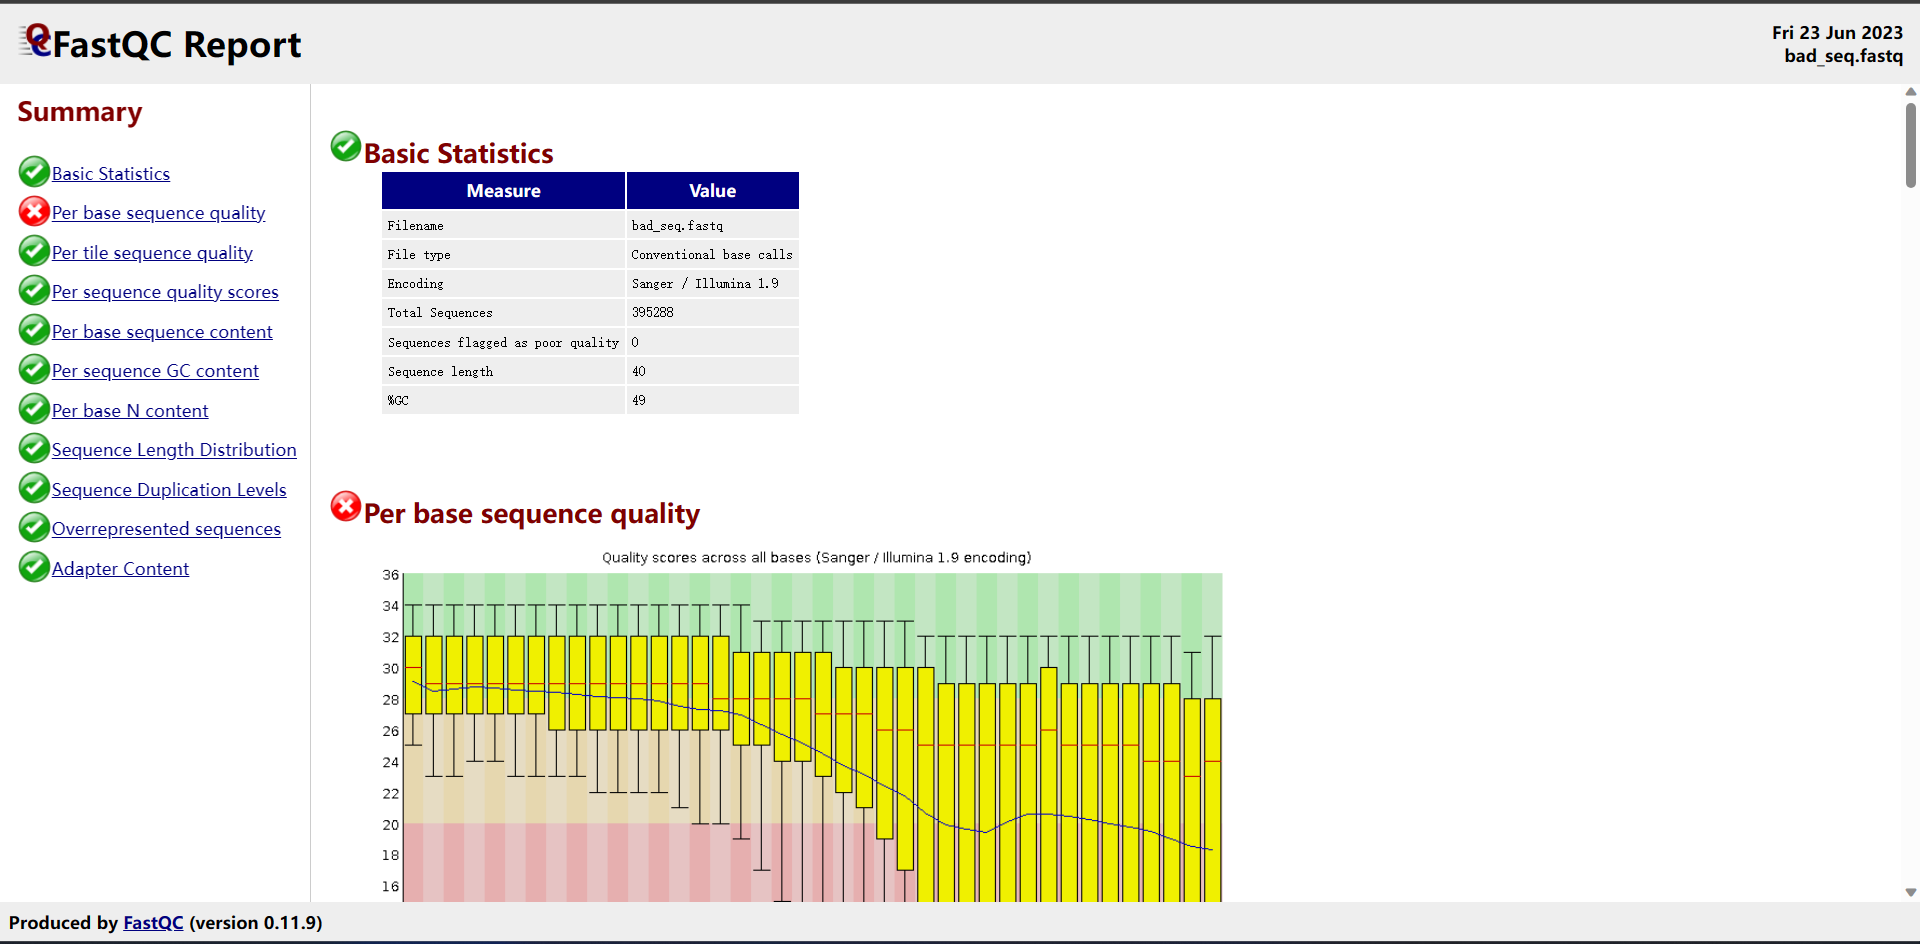 FastQC Report
Fri 23 Jun 2023
bad_seq.fastq
Summary
Basic Statistics
Per base sequence quality
Per tile sequence quality
Per sequence quality scores
Per base sequence content
Per sequence GC content
Per base N content
Sequence Length Distribution
Sequence Duplication Levels
Overrepresented sequences
Adapter Content
Basic Statistics
Measure Value
Filename bad_seq.fastq
File type Conventional base calls
Encoding Sanger / Illumina 1.9
Total Sequences 395288
Sequences flagged as poor quality 0
Sequence length 40
%GC 49
Per base sequence quality
Quality scores across all bases (Sanger / Illumina 1.9 encoding)
36
34
32
30
28
26
24
22
20
18
16
Produced by FastQC (version 0.11.9)